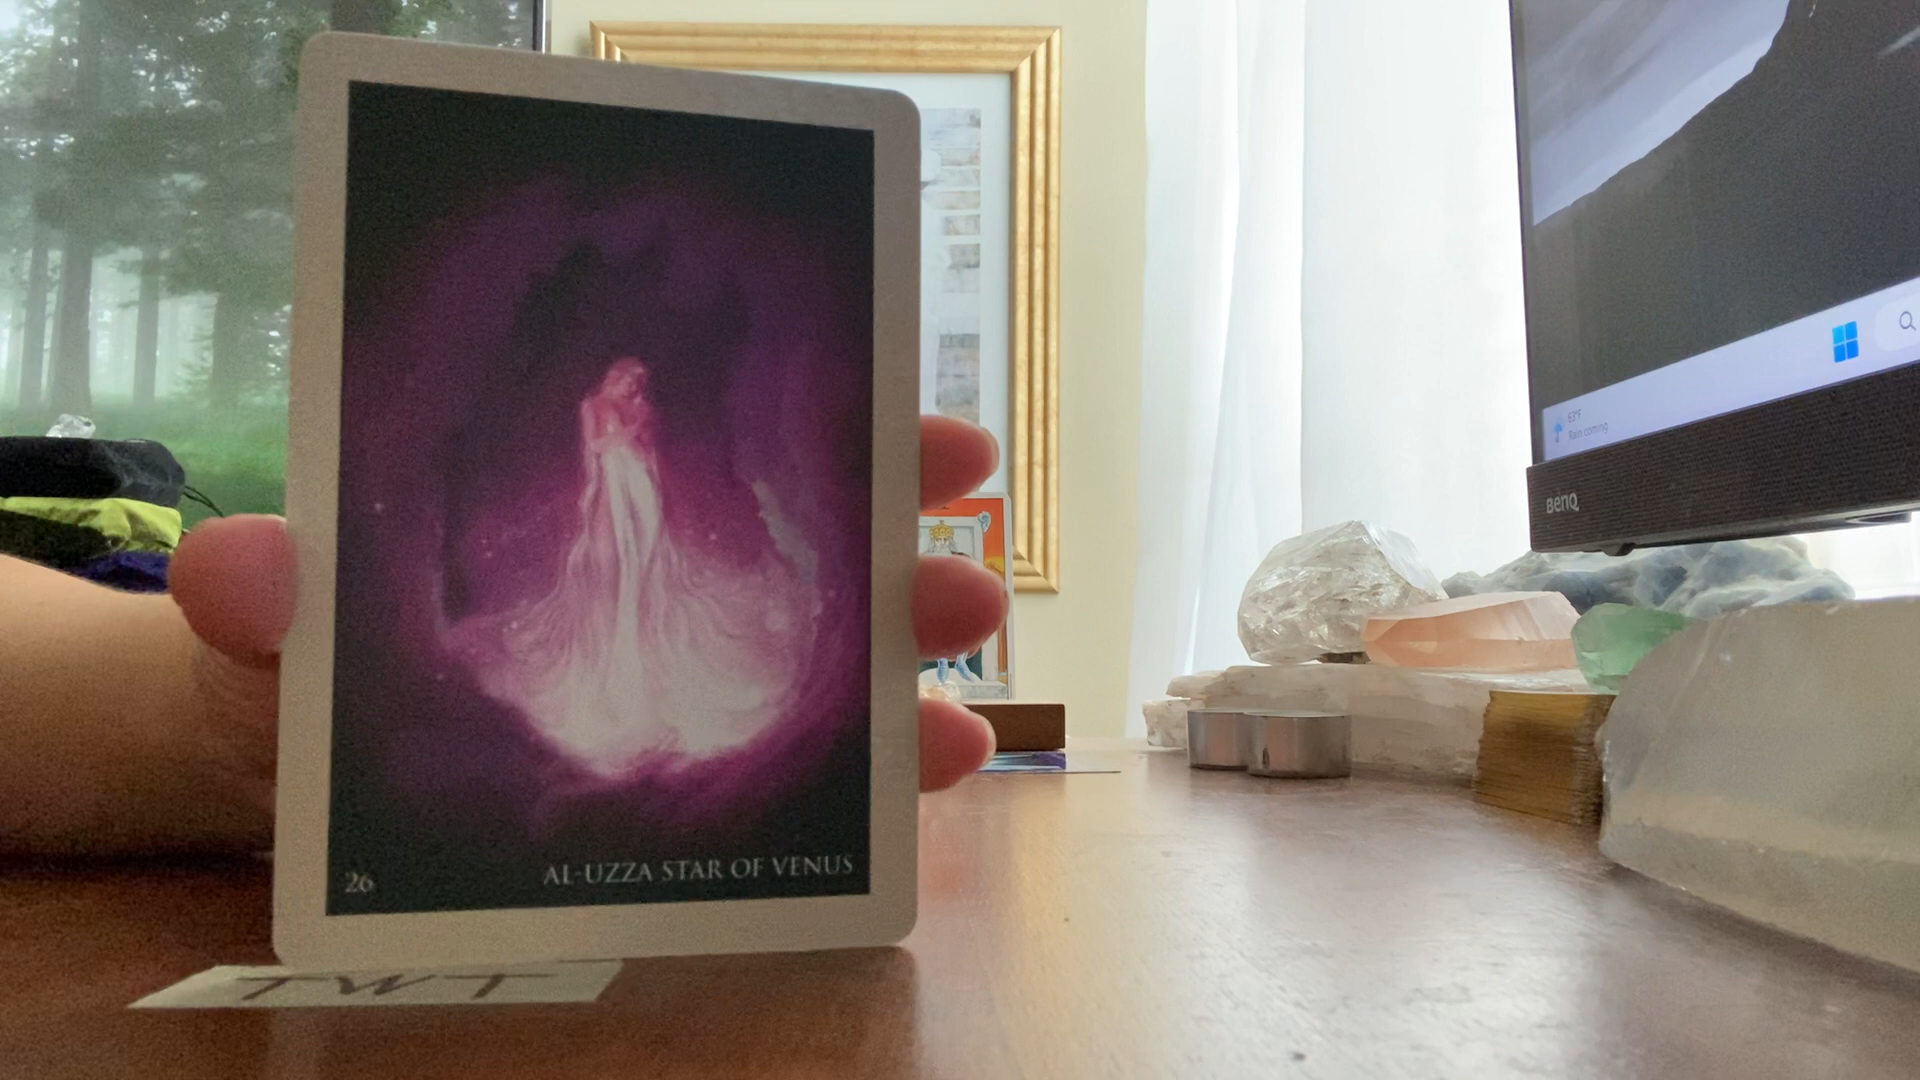 26
AL-UZZA STAR OF VENUS
TWT
63°F
Rain coming
BenQ